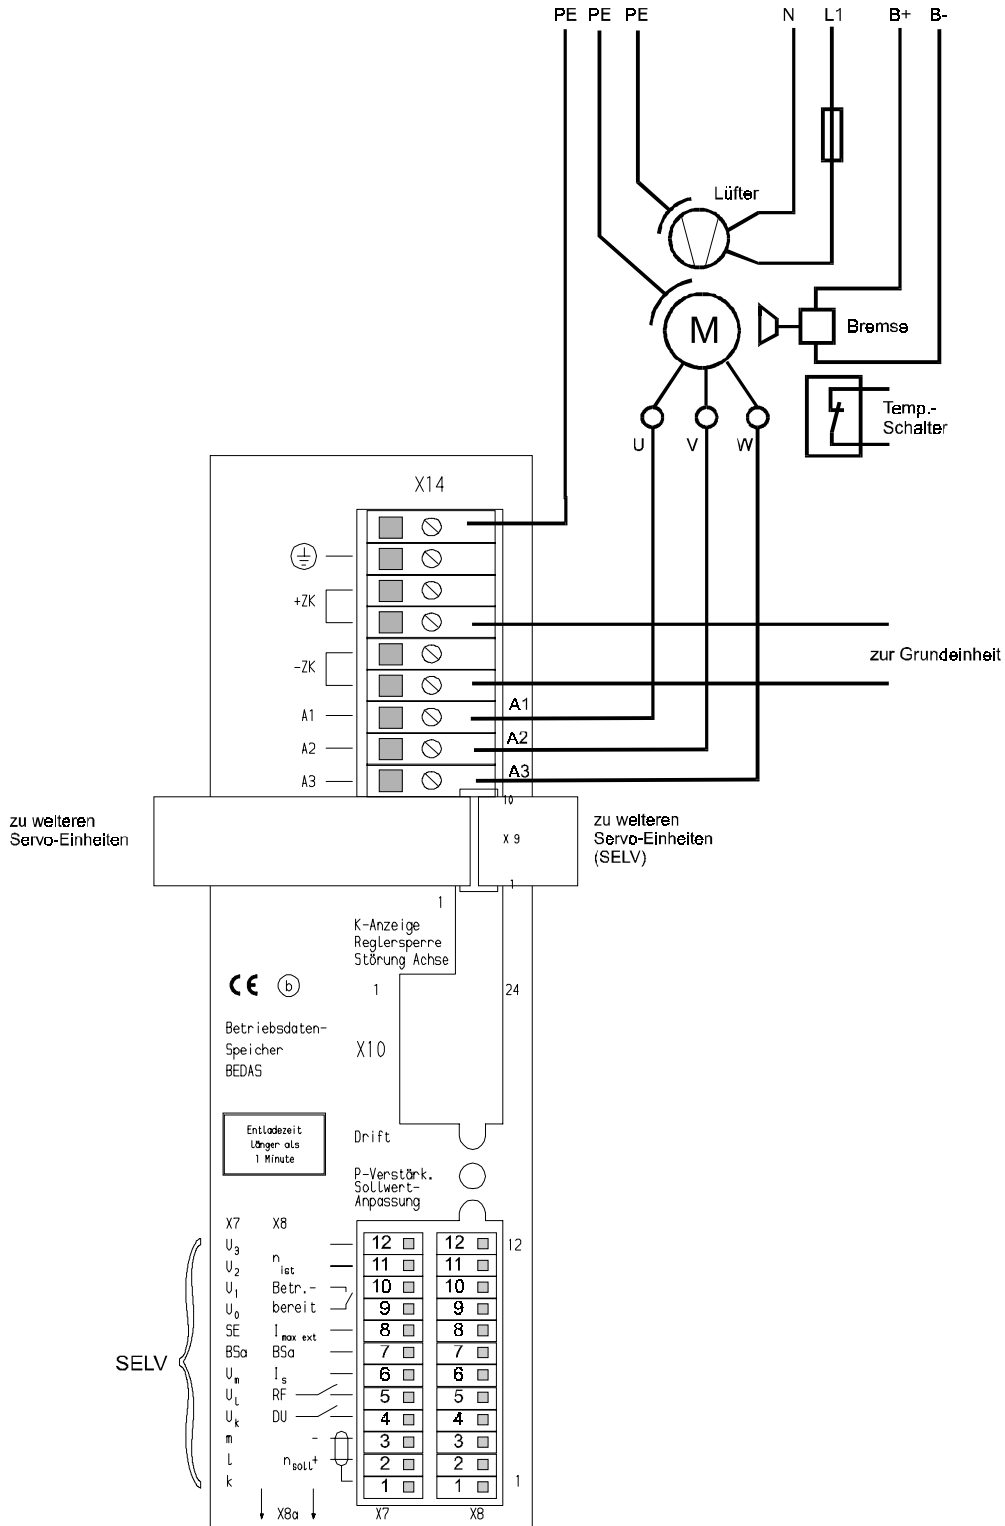 PE PE PE N L1 B+ B-
Lüfter
M
Bremse
Temp.-
Schalter
U V W
X14
+ZK
zur Grundeinheit
-ZK
A1 A1
A2 A2
A3 A3
10
zu weiteren
Servo-Einheiten
X 9
zu weiteren
Servo-Einheiten
(SELV)
1
1
K-Anzeige
Reglersperre
Störung Achse
CE b
1 24
Betriebsdaten-
Speicher
BEDAS
X10
Entladezeit
länger als
1 Minute
Drift
P-Verstärk.
Sollwert-
Anpassung
X7 X8
U3 12 12 12
U2 n ist 11 11
U1 Betr.- 10 10
U0 bereit 9 9
SE I max ext 8 8
BSa BSa 7 7
SELV
Um Is 6 6
UL RF 5 5
Uk DU 4 4
m - 3 3
l n soll + 2 2
k 1 1 1
X8a X7 X8